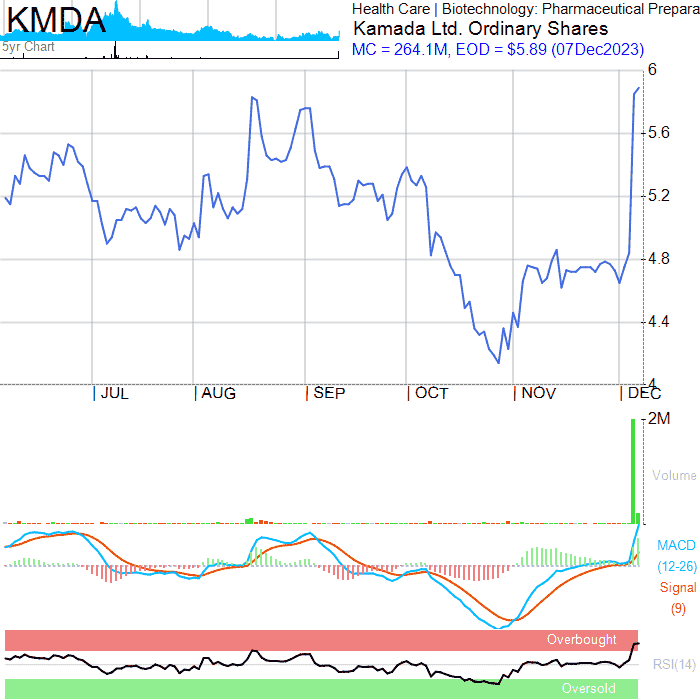 KMDA
5yr Chart
Health Care | Biotechnology: Pharmaceutical Prepara
Kamada Ltd. Ordinary Shares
MC = 264.1M, EOD = $5.89 (07Dec2023)
6
5.6
5.2
4.8
4.4
4
JUL AUG SEP OCT NOV DEC
2M
Volume
MACD
(12-26)
Signal
(9)
Overbought
RSI(14)
Oversold